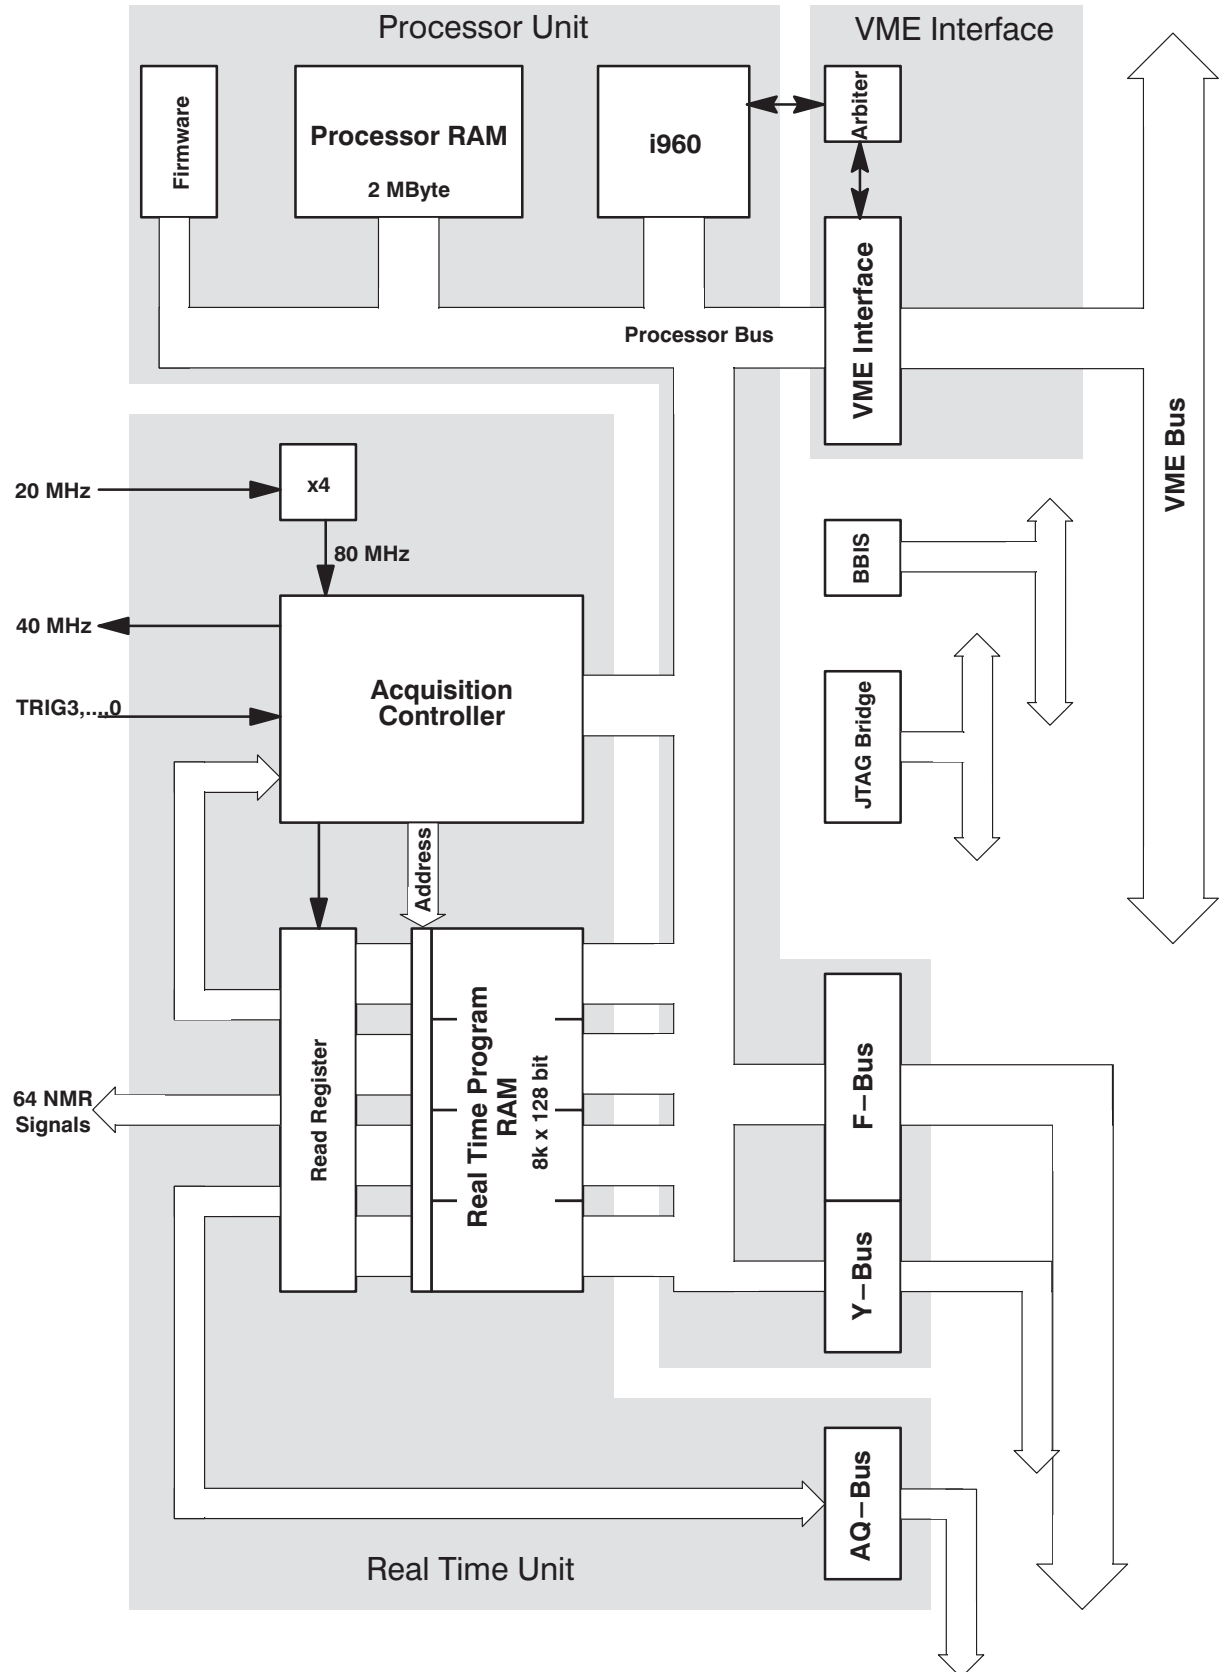 Processor Unit
VME Interface
Firmware
Processor RAM
2 MByte
i960
Arbiter
VME Interface
Processor Bus
VME Bus
20 MHz
x4
80 MHz
40 MHz
Acquisition
Controller
TRIG3,...,0
BBIS
JTAG Bridge
Address
Read Register
Real Time Program
RAM
8k x 128 bit
64 NMR
Signals
F–Bus
Y–Bus
AQ–Bus
Real Time Unit